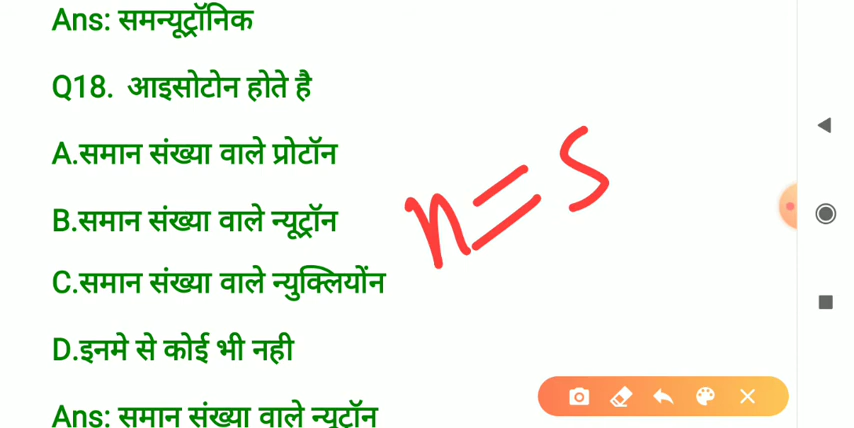 Ans: समन्यूट्रॉनिक
Q18. आइसोटोन होते है
A.समान संख्या वाले प्रोटॉन
B.समान संख्या वाले न्यूट्रॉन
C.समान संख्या वाले न्युक्लियोंन
D.इनमे से कोई भी नही
Ans: समान संख्या वाले न्यूट्रॉन
n=S